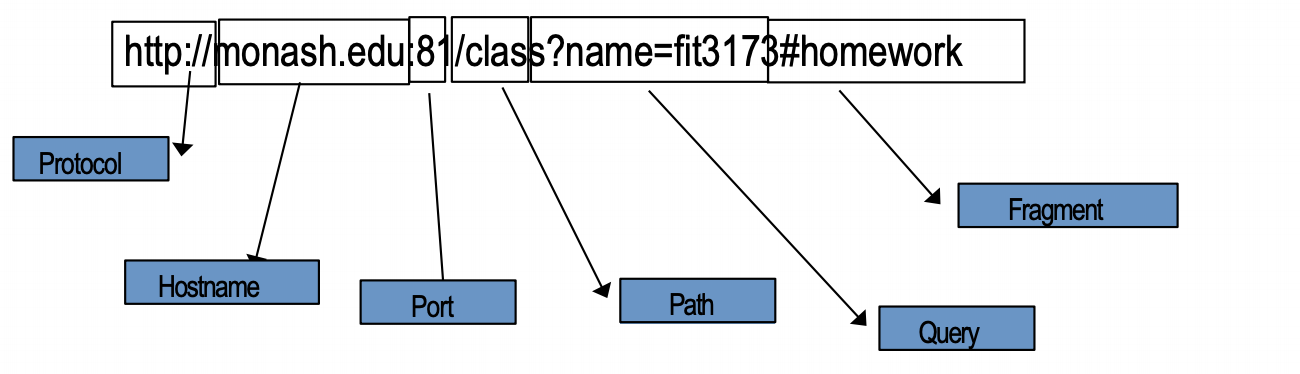 http://monash.edu:81/class?name=fit3173#homework
Protocol
Fragment
Hostname
Port
Path
Query